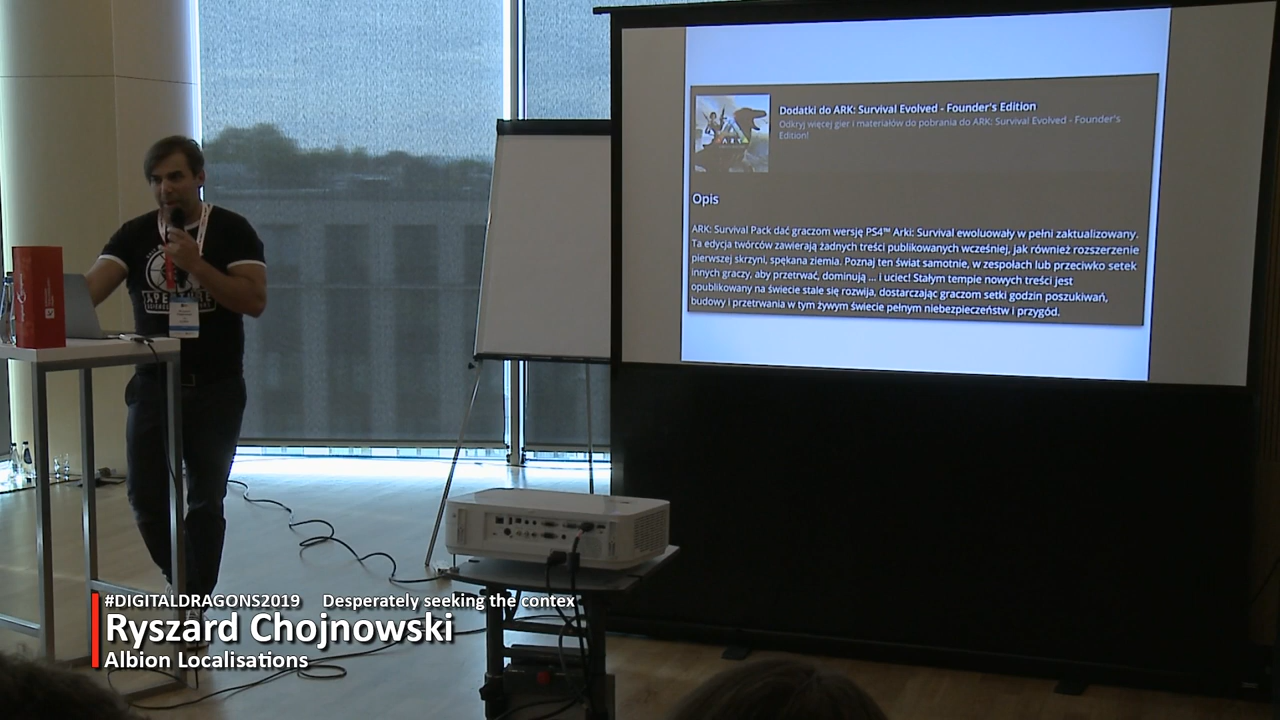 Dodatki do ARK: Survival Evolved - Founder's Edition
Odkryj więcej gier i materiałów do pobrania do ARK: Survival Evolved - Founder's
Edition!
Opis
ARK: Survival Pack dać graczom wersję PS4™ Arki: Survival ewoluowały w pełni zaktualizowany,
Ta edycja twórców zawierają żadnych treści publikowanych wcześniej, jak również rozszerzenie
pierwszej skrzyni, spękana ziemia. Poznaj ten świat samotnie, w zespołach lub przeciwko setek
innych graczy, aby przetrwać, dominują ... i uciec! Stałym tempie nowych treści jest
opublikowany na świecie stale się rozwija, dostarczając graczom setki godzin poszukiwań,
budowy i przetrwania w tym żywym świecie pełnym niebezpieczeństw i przygód.
#DIGITALDRAGONS2019 Desperately seeking the contex
Ryszard Chojnowski
Albion Localisations